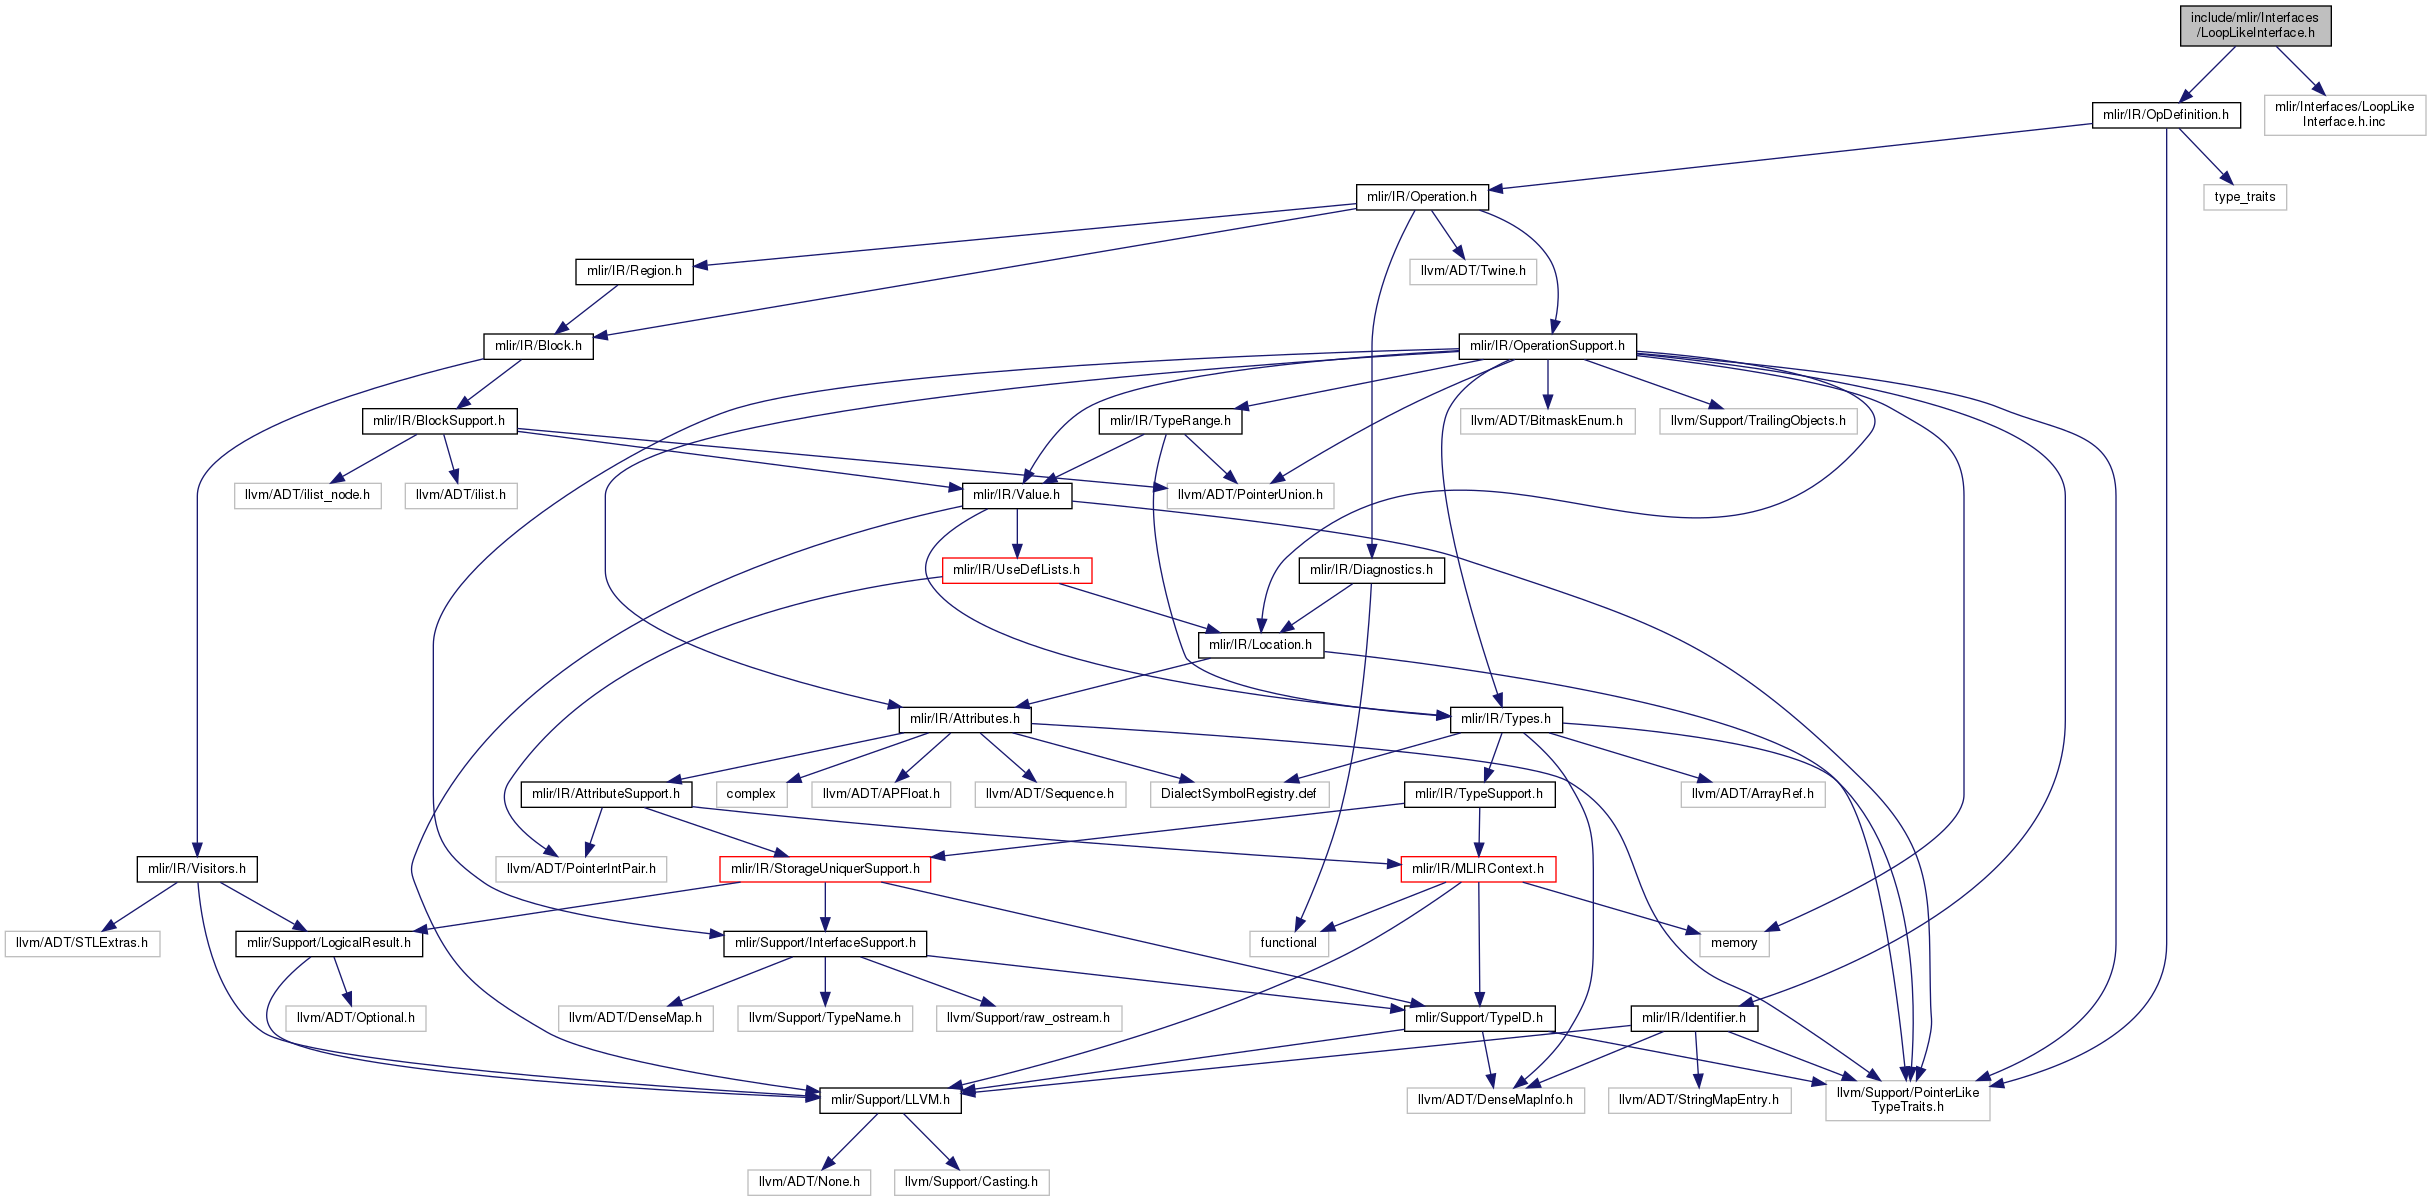 include/mlir/Interfaces
/LoopLikeInterface.h
mlir/IR/OpDefinition.h
mlir/Interfaces/LoopLike
Interface.h.inc
mlir/IR/Operation.h
type_traits
mlir/IR/Region.h
llvm/ADT/Twine.h
mlir/IR/Block.h
mlir/IR/OperationSupport.h
mlir/IR/BlockSupport.h
mlir/IR/TypeRange.h
llvm/ADT/BitmaskEnum.h
llvm/Support/TrailingObjects.h
llvm/ADT/ilist_node.h
llvm/ADT/ilist.h
mlir/IR/Value.h
llvm/ADT/PointerUnion.h
mlir/IR/UseDefLists.h
mlir/IR/Diagnostics.h
mlir/IR/Location.h
mlir/IR/Attributes.h
mlir/IR/Types.h
mlir/IR/AttributeSupport.h
complex
llvm/ADT/APFloat.h
llvm/ADT/Sequence.h
DialectSymbolRegistry.def
mlir/IR/TypeSupport.h
llvm/ADT/ArrayRef.h
mlir/IR/Visitors.h
llvm/ADT/PointerIntPair.h
mlir/IR/StorageUniquerSupport.h
mlir/IR/MLIRContext.h
llvm/ADT/STLExtras.h
mlir/Support/LogicalResult.h
mlir/Support/InterfaceSupport.h
functional
memory
llvm/ADT/Optional.h
llvm/ADT/DenseMap.h
llvm/Support/TypeName.h
llvm/Support/raw_ostream.h
mlir/Support/TypeID.h
mlir/IR/Identifier.h
mlir/Support/LLVM.h
llvm/ADT/DenseMapInfo.h
llvm/ADT/StringMapEntry.h
llvm/Support/PointerLike
TypeTraits.h
llvm/ADT/None.h
llvm/Support/Casting.h